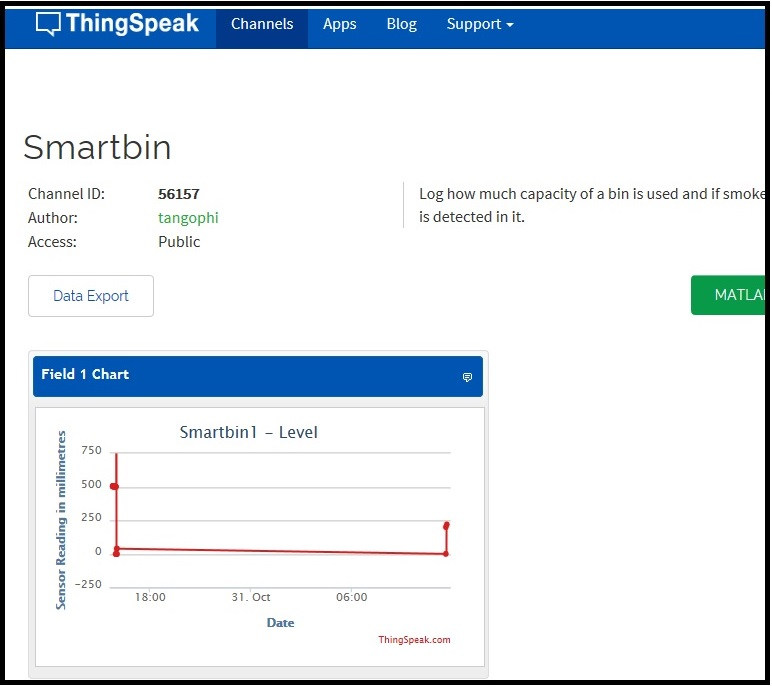 ThingSpeak Channels Apps Blog Support
Smartbin
Channel ID: 56157
Author: tangophi
Access: Public
Log how much capacity of a bin is used and if smoke
is detected in it.
Data Export
MATLA
Field 1 Chart
Smartbin1 – Level
Sensor Reading in millimetres
750
500
250
0
-250
18:00 31. Oct 06:00
Date
ThingSpeak.com